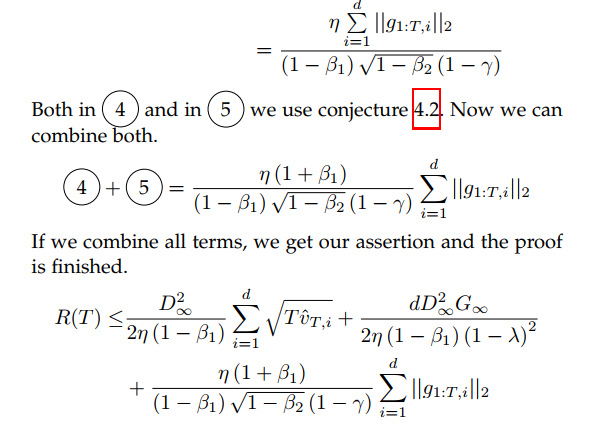 = \frac{\eta \sum_{i=1}^{d} ||g_{1:T,i}||_2}{(1 - \beta_1) \sqrt{1 - \beta_2} (1 - \gamma)}
Both in ④ and in ⑤ we use conjecture 4.2. Now we can
combine both.
④ + ⑤ = \frac{\eta (1 + \beta_1)}{(1 - \beta_1) \sqrt{1 - \beta_2} (1 - \gamma)} \sum_{i=1}^{d} ||g_{1:T,i}||_2
If we combine all terms, we get our assertion and the proof
is finished.
R(T) \leq \frac{D_\infty^2}{2\eta (1 - \beta_1)} \sum_{i=1}^{d} \sqrt{T \hat{v}_{T,i}} + \frac{d D_\infty^2 G_\infty}{2\eta (1 - \beta_1) (1 - \lambda)^2}
+ \frac{\eta (1 + \beta_1)}{(1 - \beta_1) \sqrt{1 - \beta_2} (1 - \gamma)} \sum_{i=1}^{d} ||g_{1:T,i}||_2